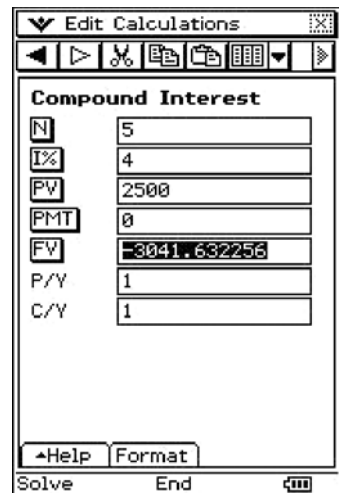 Edit Calculations
Compound Interest
N 5
I% 4
PV 2500
PMT 0
FV -3041.632256
P/Y 1
C/Y 1
Help Format
Solve End